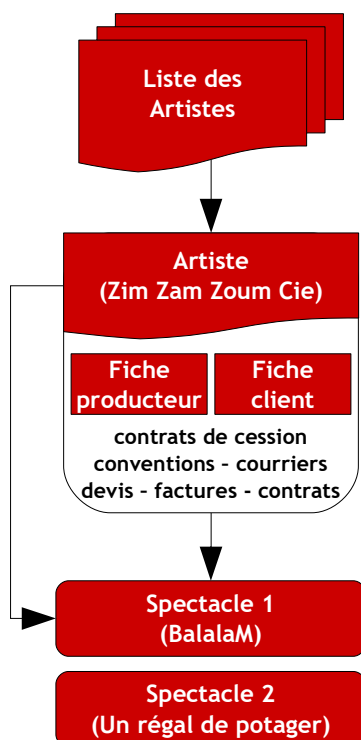 Liste des
Artistes
Artiste
(Zim Zam Zoum Cie)
Fiche
producteur
Fiche
client
contrats de cession
conventions – courriers
devis – factures - contrats
Spectacle 1
(BalalaM)
Spectacle 2
(Un régal de potager)